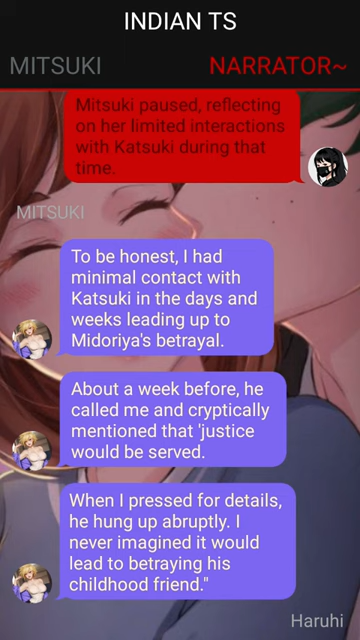 INDIAN TS
MITSUKI
NARRATOR~
Mitsuki paused, reflecting
on her limited interactions
with Katsuki during that
time.
MITSUKI
To be honest, I had
minimal contact with
Katsuki in the days and
weeks leading up to
Midoriya's betrayal.
About a week before, he
called me and cryptically
mentioned that 'justice
would be served.
When I pressed for details,
he hung up abruptly. I
never imagined it would
lead to betraying his
childhood friend."
Haruhi